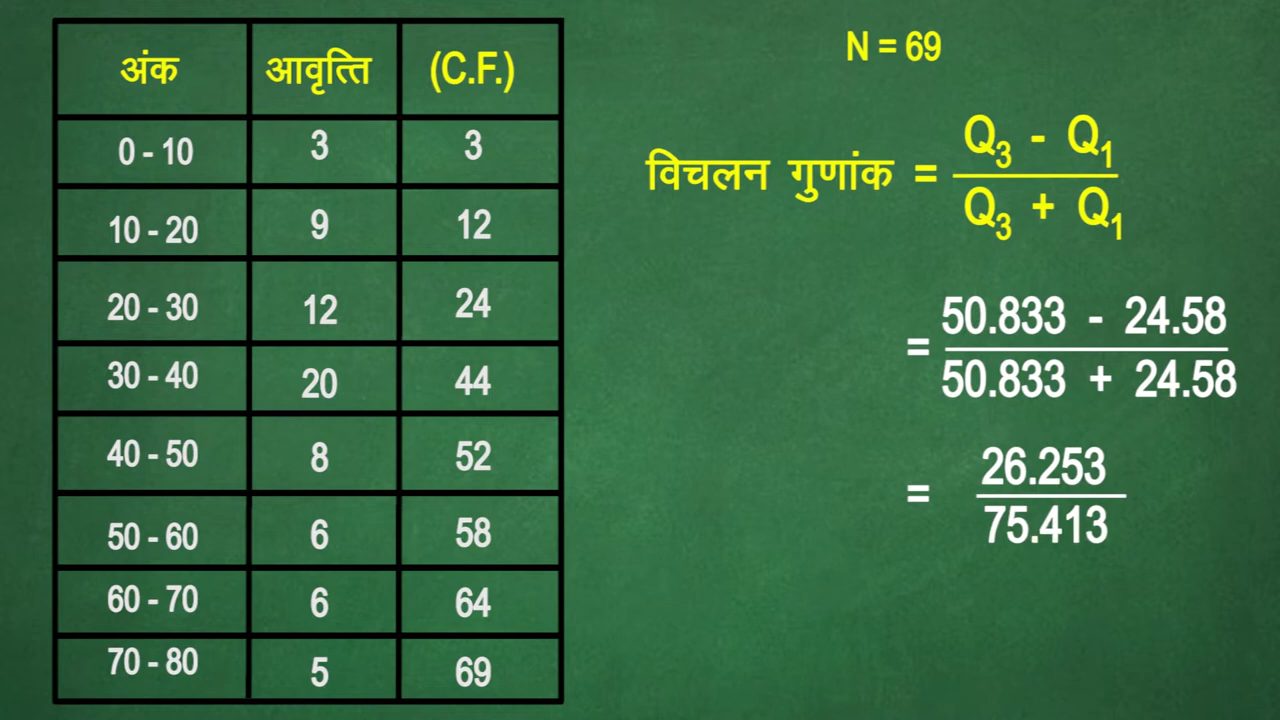 अंक आवृत्ति (C.F.)
0 - 10 3 3
10 - 20 9 12
20 - 30 12 24
30 - 40 20 44
40 - 50 8 52
50 - 60 6 58
60 - 70 6 64
70 - 80 5 69
N = 69
विचलन गुणांक = Q3 - Q1
Q3 + Q1
= 50.833 - 24.58
50.833 + 24.58
= 26.253
75.413